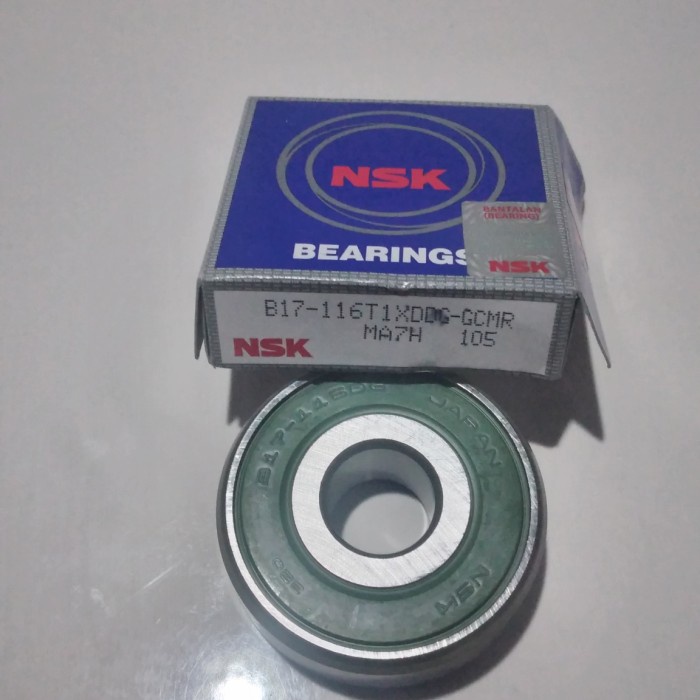 NSK
BANTALAN
(BEARING)
NSK
BEARINGS
B17-116T1XDDG-GCMR
MA7H 105
NSK
B17-116DG
JAPAN
NSK